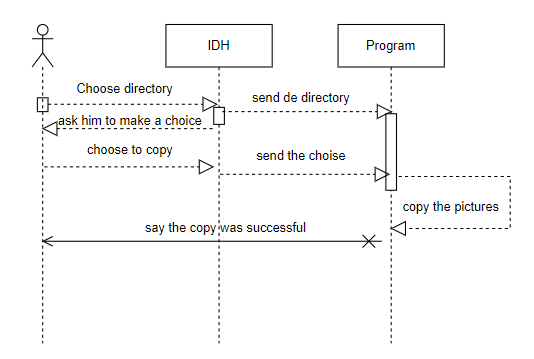 IDH
Program
Choose directory
send de directory
ask him to make a choice
choose to copy
send the choise
copy the pictures
say the copy was successful